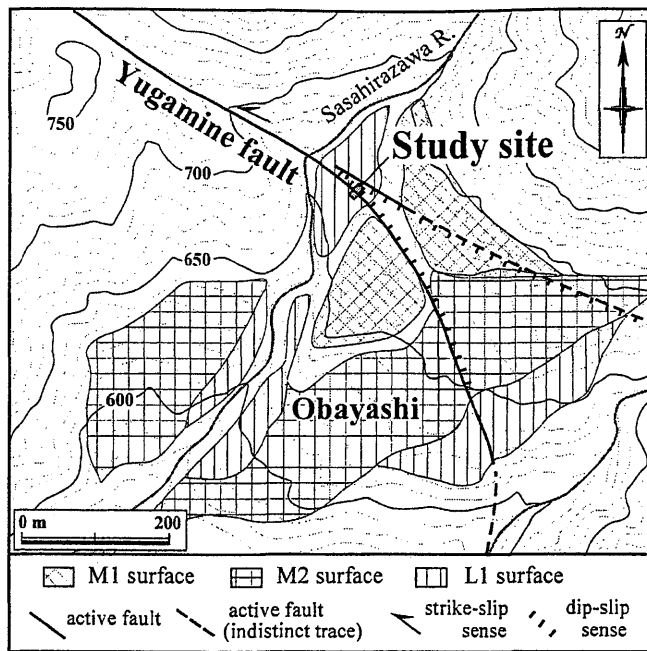 N
Sasahirazawa R.
Yugamine fault
750
Study site
700
650
600
Obayashi
0 m 200
M1 surface M2 surface L1 surface
active fault active fault (indistinct trace) strike-slip sense dip-slip sense